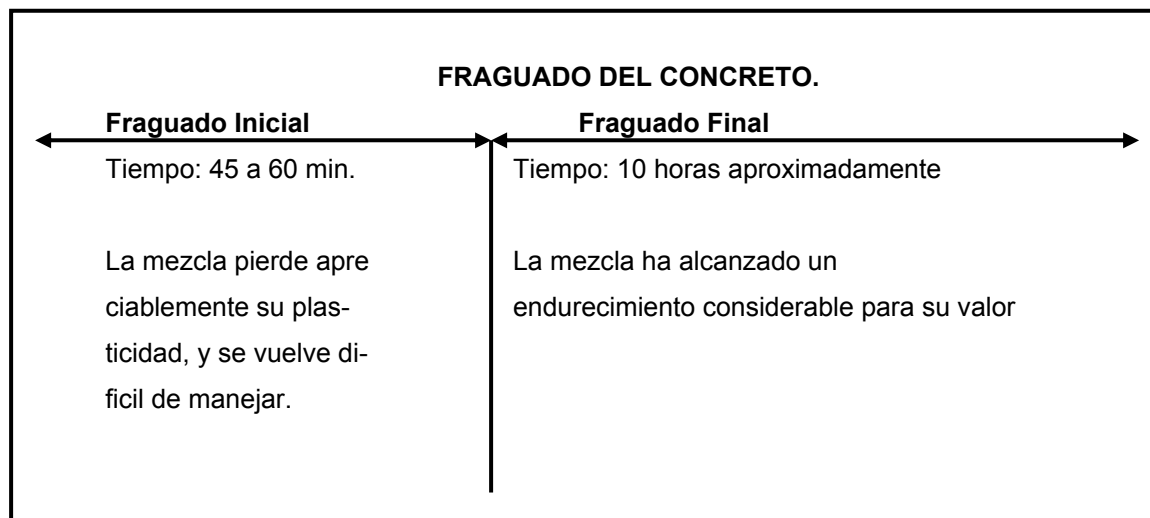 FRAGUADO DEL CONCRETO.
Fraguado Inicial
Tiempo: 45 a 60 min.
La mezcla pierde apre
ciablemente su plas-
ticidad, y se vuelve di-
ficil de manejar.
Fraguado Final
Tiempo: 10 horas aproximadamente
La mezcla ha alcanzado un
endurecimiento considerable para su valor